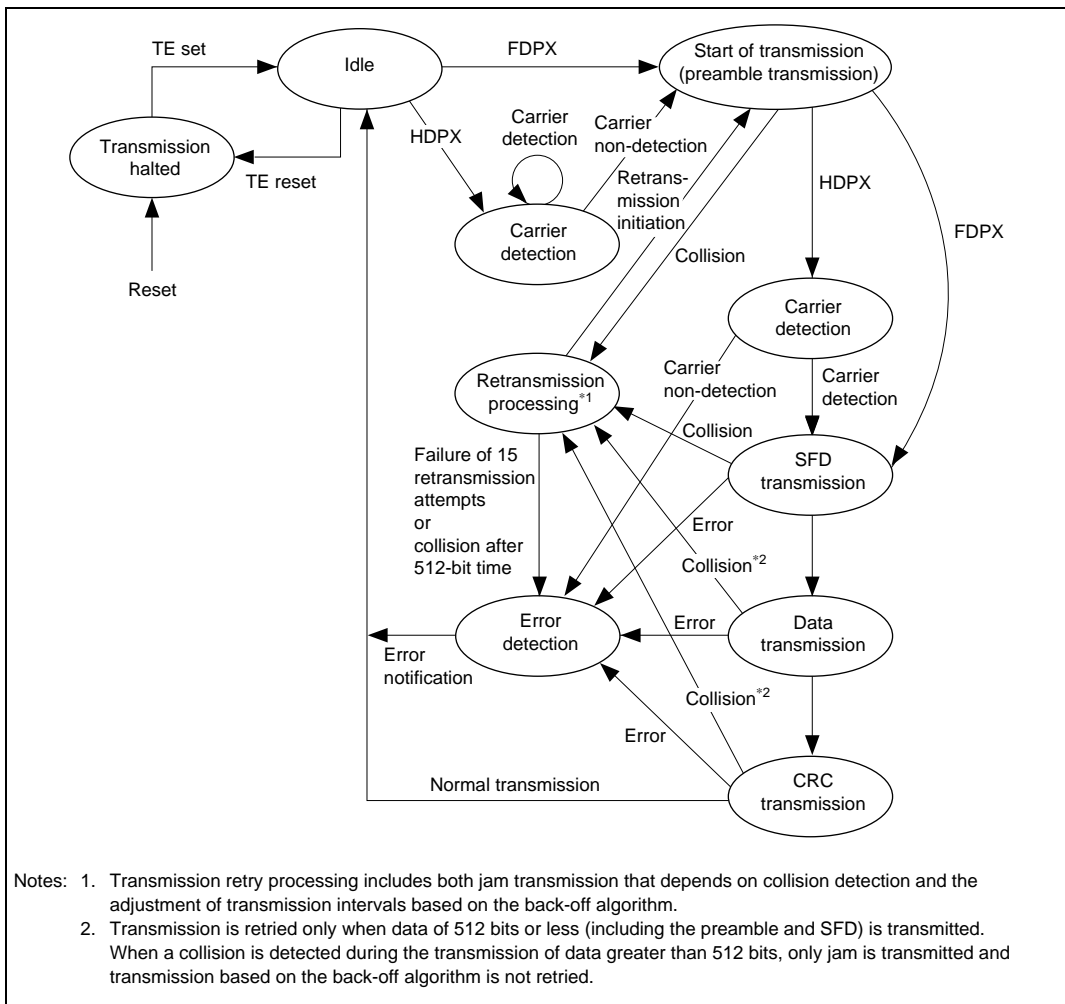 TE set
Idle
FDPX
Start of transmission
(preamble transmission)
Transmission
halted
TE reset
HDPX
Carrier
detection
Carrier
non-detection
Retrans-
mission
initiation
HDPX
FDPX
Reset
Carrier
detection
Collision
Carrier
detection
Retransmission
processing*1
Carrier
non-detection
Carrier
detection
Collision
SFD
transmission
Failure of 15
retransmission
attempts
or
collision after
512-bit time
Error
Collision*2
Error
detection
Error
Data
transmission
Error
notification
Collision*2
Error
Normal transmission
CRC
transmission
Notes: 1. Transmission retry processing includes both jam transmission that depends on collision detection and the
adjustment of transmission intervals based on the back-off algorithm.
2. Transmission is retried only when data of 512 bits or less (including the preamble and SFD) is transmitted.
When a collision is detected during the transmission of data greater than 512 bits, only jam is transmitted and
transmission based on the back-off algorithm is not retried.